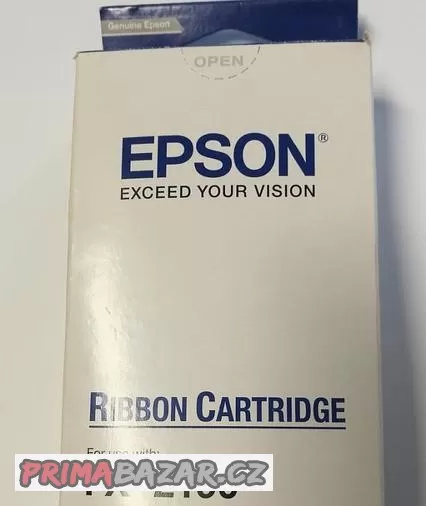 Genuine Epson
OPEN
EPSON®
EXCEED YOUR VISION
RIBBON CARTRIDGE
For use with:
PRIMABAZAR.CZ